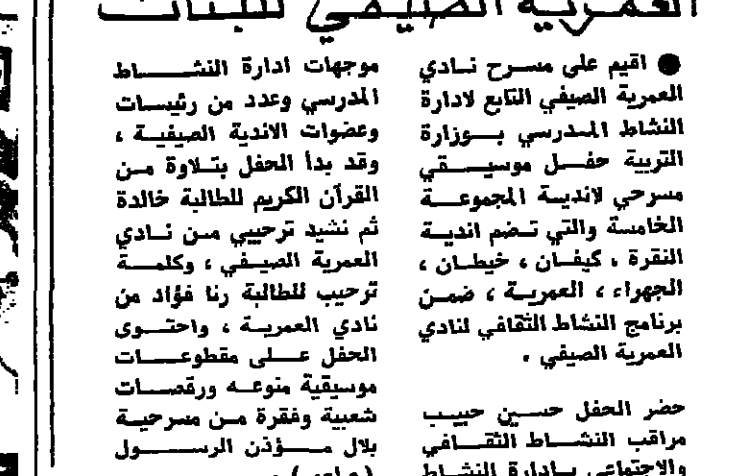 العمرية الصيفي للبنات
● اقيم على مسرح نادي
العمرية الصيفي التابع لادارة
النشاط المدرسي بوزارة
التربية حفل موسيقي
مسرحي لاندية المجموعة
الخامسة والتي تضم اندية
النقرة ، كيفان ، خيطان ،
الجهراء ، العمرية ، ضمن
برنامج النشاط الثقافي لنادي
العمرية الصيفي .
حضر الحفل حسين حبيب
مراقب النشاط الثقافي
والاجتماعي بادارة النشاط
موجهات ادارة النشاط
المدرسي وعدد من رئيسات
وعضوات الاندية الصيفية ،
وقد بدأ الحفل بتلاوة من
القرآن الكريم للطالبة خالدة
ثم نشيد ترحيبي من نادي
العمرية الصيفي ، وكلمة
ترحيب للطالبة رنا فؤاد من
نادي العمرية ، واحتوى
الحفل على مقطوعات
موسيقية منوعه ورقصات
شعبية وفقرة من مسرحية
بلال مؤذن الرسول